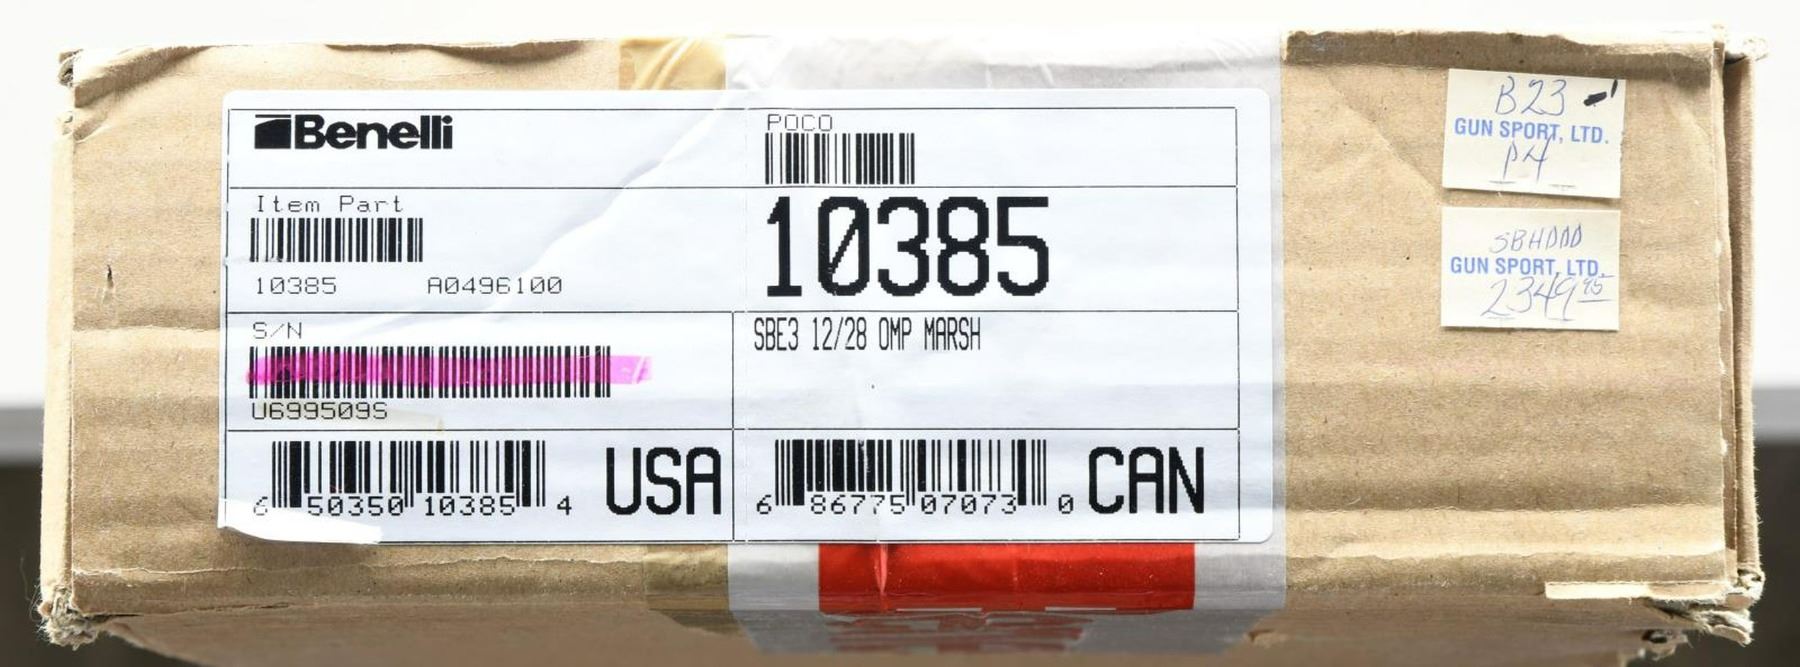 Benelli
POCO
Item Part
10385 A0496100
10385
S/N
U699509S
SBE3 12/28 OMP MARSH
6 50350 10385 4 USA
6 86775 07073 0 CAN
B23
GUN SPORT, LTD.
P4
GUN SPORT, LTD.
2349 95